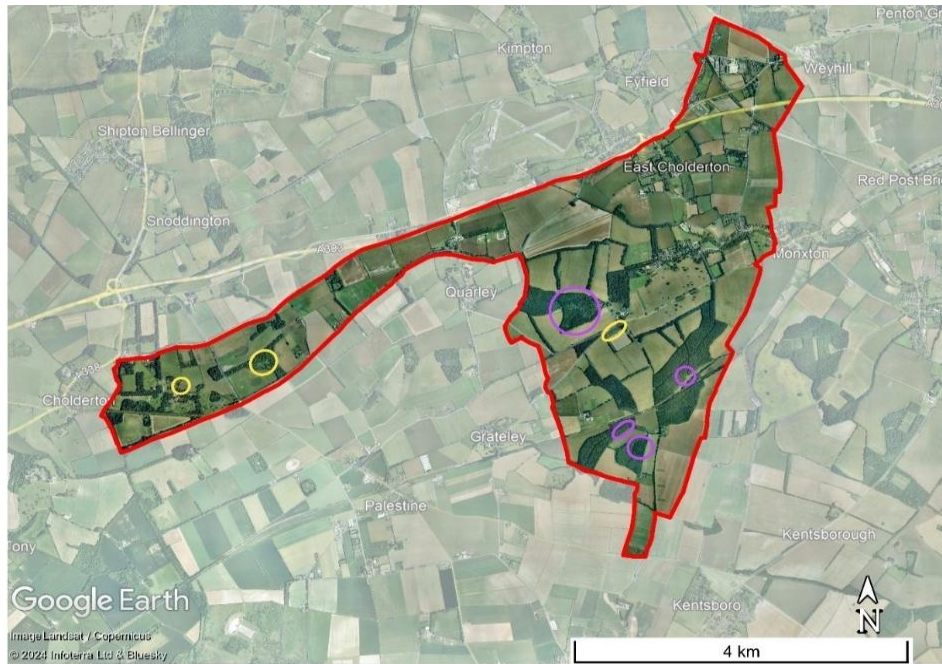 Penton Gr
Kimpton
Weyhill
Fyfield
Shipton Bellinger
East Cholderton
Red Post Bri
Snoddington
A303
Monxton
Quarley
A338
Cholderton
Grateley
Palestine
Kentsborough
Kentsboro
Google Earth
Image Landsat / Copernicus
© 2024 Infoterra Ltd & Bluesky
N
4 km